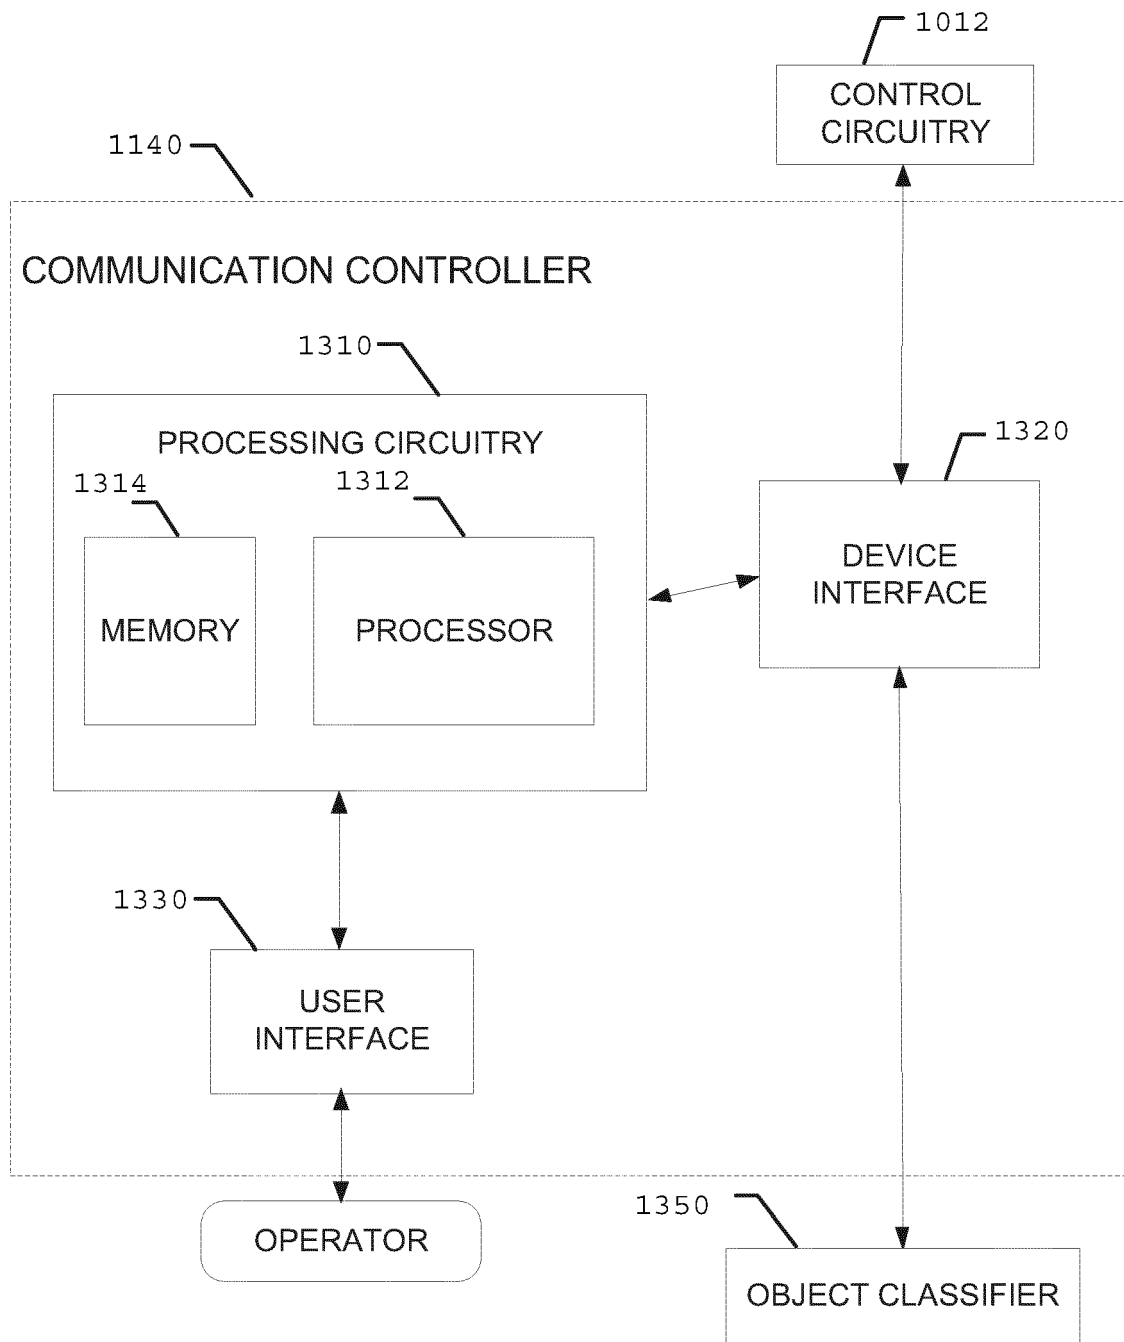 1012
CONTROL
CIRCUITRY
1140
COMMUNICATION CONTROLLER
1310
PROCESSING CIRCUITRY
1320
1314
1312
DEVICE
INTERFACE
MEMORY
PROCESSOR
1330
USER
INTERFACE
1350
OPERATOR
OBJECT CLASSIFIER